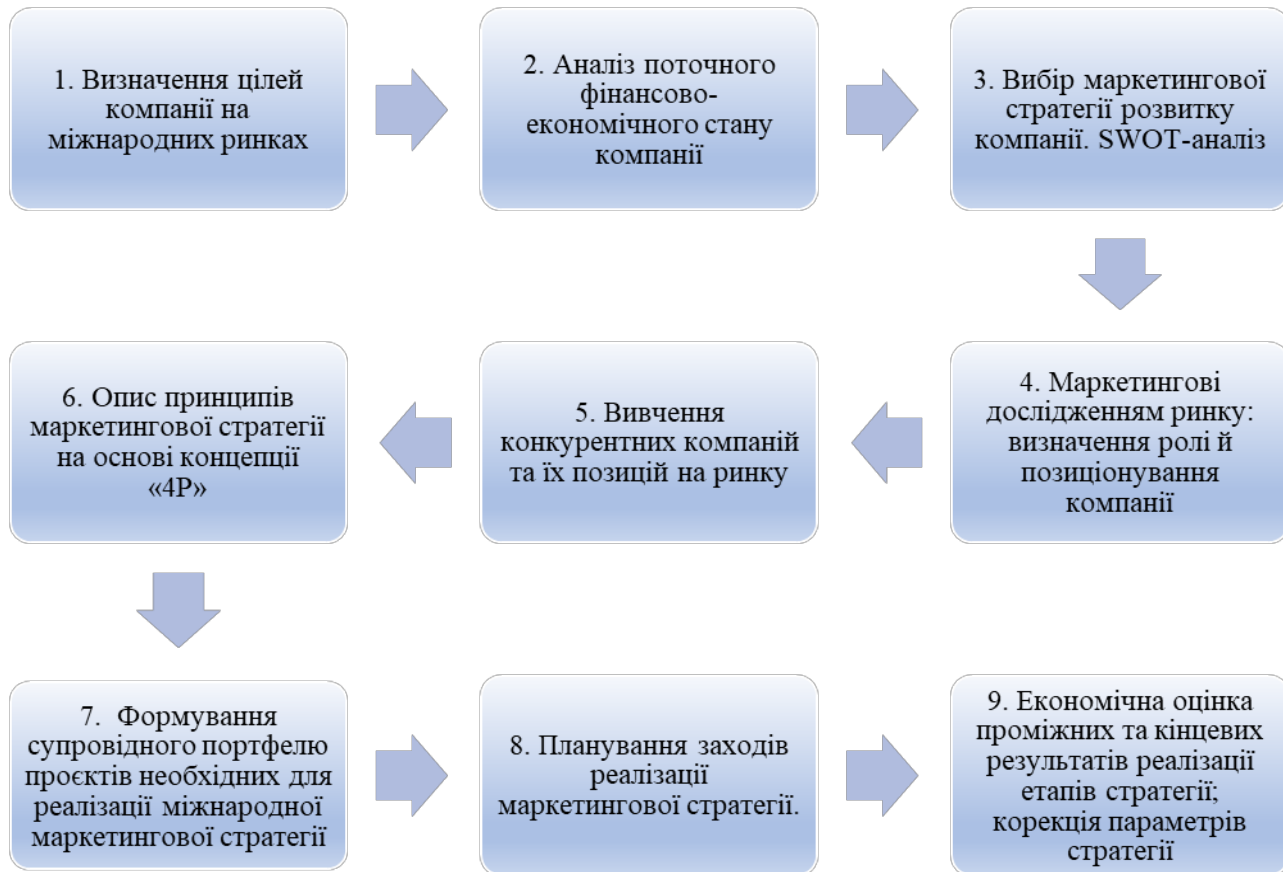 1. Визначення цілей
компанії на
міжнародних ринках
2. Аналіз поточного
фінансово-
економічного стану
компанії
3. Вибір маркетингової
стратегії розвитку
компанії. SWOT-аналіз
4. Маркетингові
дослідженням ринку:
визначення ролі й
позиціонування
компанії
5. Вивчення
конкурентних компаній
та їх позицій на ринку
6. Опис принципів
маркетингової стратегії
на основі концепції
«4Р»
7. Формування
супровідного портфелю
проєктів необхідних для
реалізації міжнародної
маркетингової стратегії
8. Планування заходів
реалізації
маркетингової стратегії.
9. Економічна оцінка
проміжних та кінцевих
результатів реалізації
етапів стратегії;
корекція параметрів
стратегії